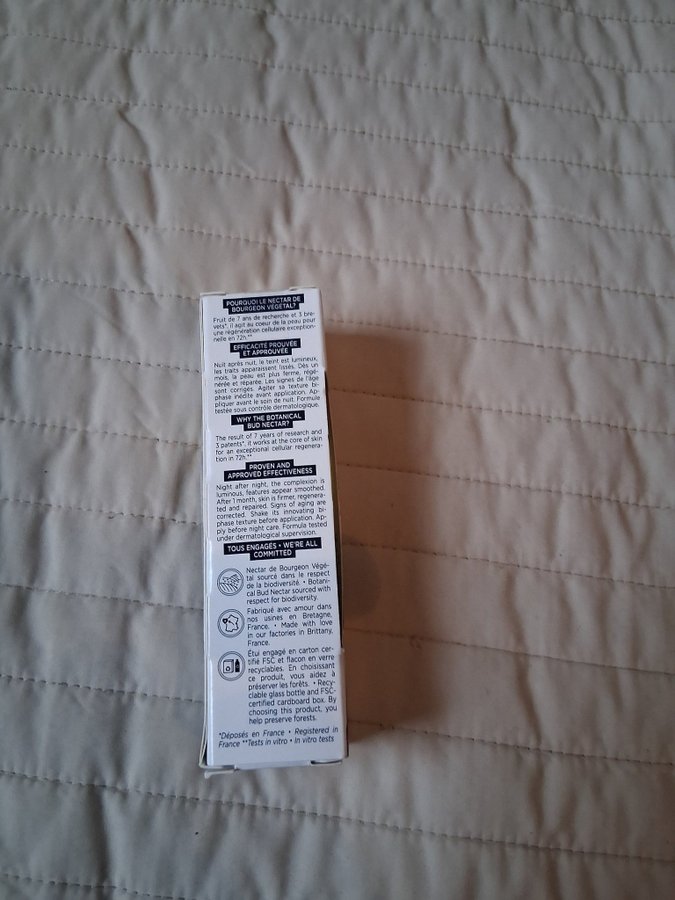 POURQUOI LE NECTAR DE
BOURGEON VÉGÉTAL?
Fruit de 7 ans de recherche et 3 bre-
vets*, il agit au coeur de la peau pour
une régénération cellulaire exception-
nelle en 72h.**
EFFICACITÉ PROUVÉE
ET APPROUVÉE
Nuit après nuit, le teint est lumineux,
les traits apparaissent lissés. Dès un
mois, la peau est plus ferme, régé-
nérée et réparée. Les signes de l'âge
sont corrigés. Agiter sa texture bi-
phase inédite avant application. Ap-
pliquer avant le soin de nuit. Formule
testée sous contrôle dermatologique.
WHY THE BOTANICAL
BUD NECTAR?
The result of 7 years of research and
3 patents*, it works at the core of skin
for an exceptional cellular regenera-
tion in 72h.**
PROVEN AND
APPROVED EFFECTIVENESS
Night after night, the complexion is
luminous, features appear smoothed.
After 1 month, skin is firmer, regenera-
ted and repaired. Signs of aging are
corrected. Shake its innovating bi-
phase texture before application. Ap-
ply before night care. Formula tested
under dermatological supervision.
TOUS ENGAGÉS • WE'RE ALL
COMMITTED
Nectar de Bourgeon Végé-
tal sourcé dans le respect
de la biodiversité. • Botani-
cal Bud Nectar sourced with
respect for biodiversity.
Fabriqué avec amour dans
nos usines en Bretagne,
France. • Made with love
in our factories in Brittany,
France.
Étui engagé en carton cer-
tifié FSC et flacon en verre
recyclables. En choisissant
ce produit, vous aidez à
préserver les forêts. • Recy-
clable glass bottle and FSC-
certified cardboard box. By
choosing this product, you
help preserve forests.
*Déposés en France • Registered in
France **Tests in vitro • In vitro tests